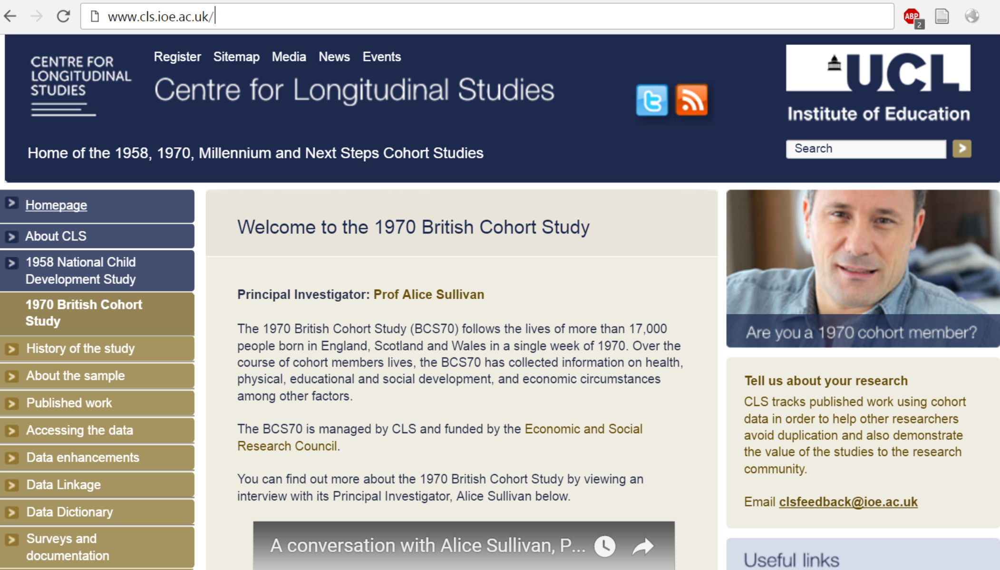 www.cls.ioe.ac.uk/
ABP
2
CENTRE FOR
LONGITUDINAL
STUDIES
Register Sitemap Media News Events
Centre for Longitudinal Studies
UCL
Institute of Education
Search
Home of the 1958, 1970, Millennium and Next Steps Cohort Studies
Homepage
About CLS
1958 National Child
Development Study
1970 British Cohort
Study
History of the study
About the sample
Published work
Accessing the data
Data enhancements
Data Linkage
Data Dictionary
Surveys and
documentation
Welcome to the 1970 British Cohort Study
Principal Investigator: Prof Alice Sullivan
The 1970 British Cohort Study (BCS70) follows the lives of more than 17,000
people born in England, Scotland and Wales in a single week of 1970. Over the
course of cohort members lives, the BCS70 has collected information on health,
physical, educational and social development, and economic circumstances
among other factors.
The BCS70 is managed by CLS and funded by the Economic and Social
Research Council.
You can find out more about the 1970 British Cohort Study by viewing an
interview with its Principal Investigator, Alice Sullivan below.
A conversation with Alice Sullivan, P...
Are you a 1970 cohort member?
Tell us about your research
CLS tracks published work using cohort
data in order to help other researchers
avoid duplication and also demonstrate
the value of the studies to the research
community.
Email clsfeedback@ioe.ac.uk
Useful links